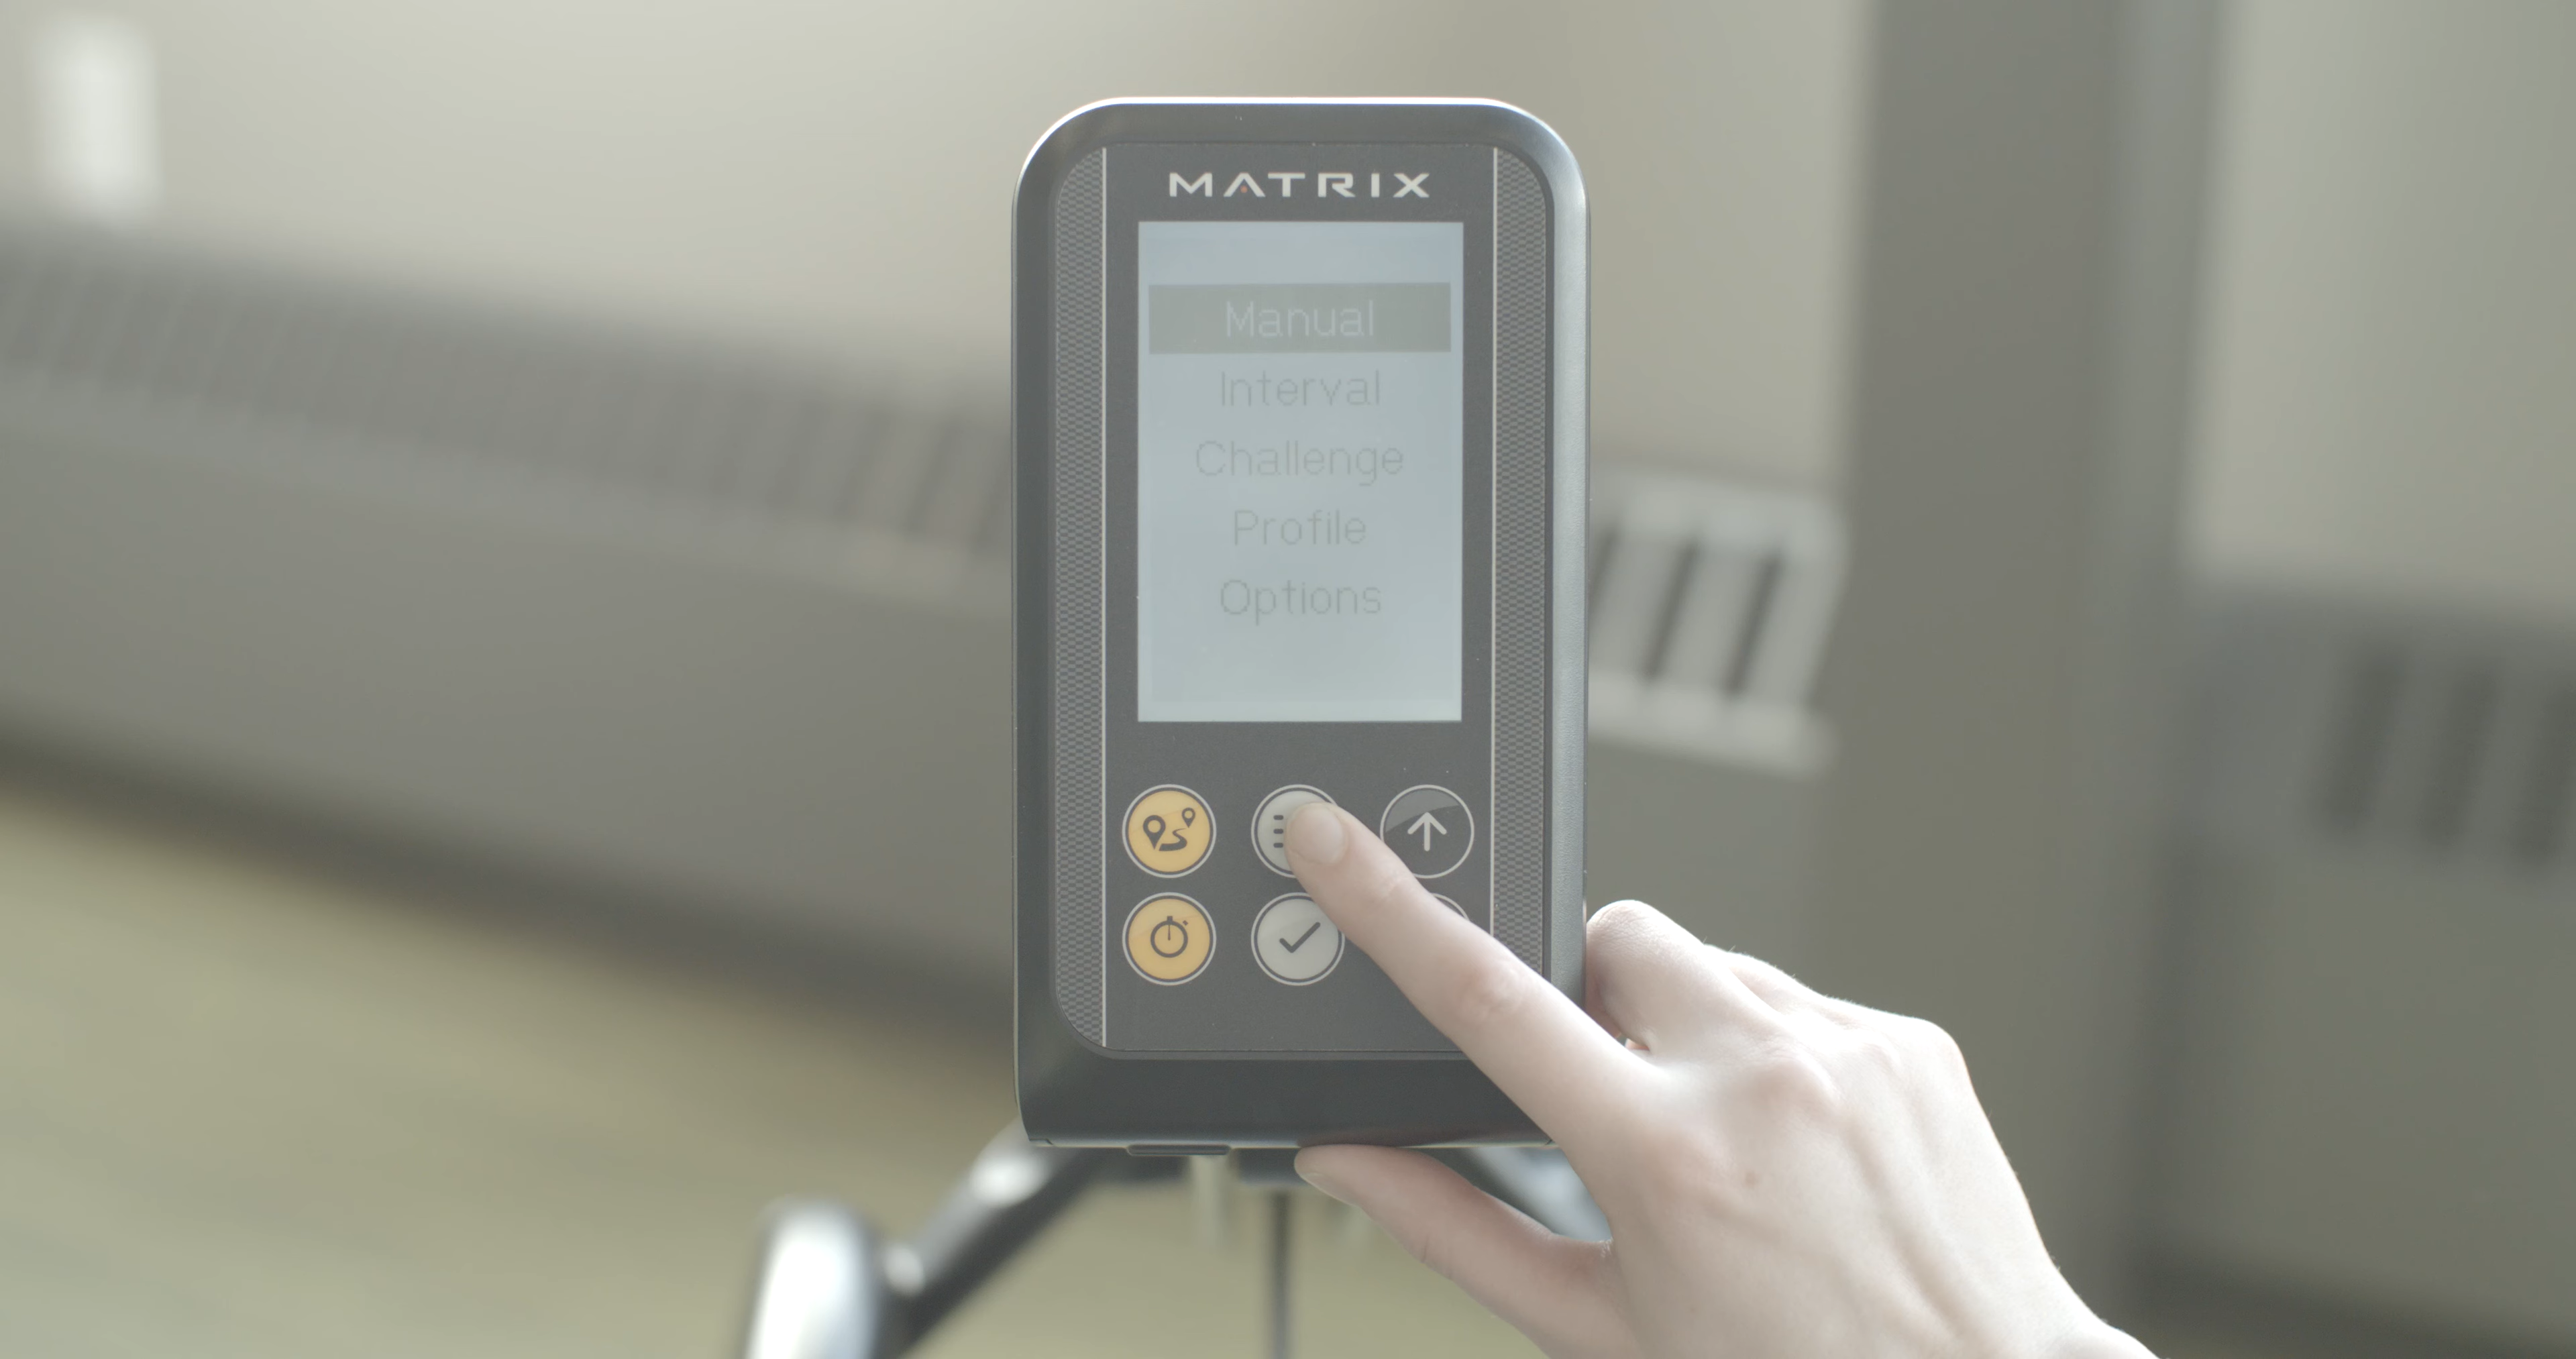 MATRIX
Manual
Interval
Challenge
Profile
Options